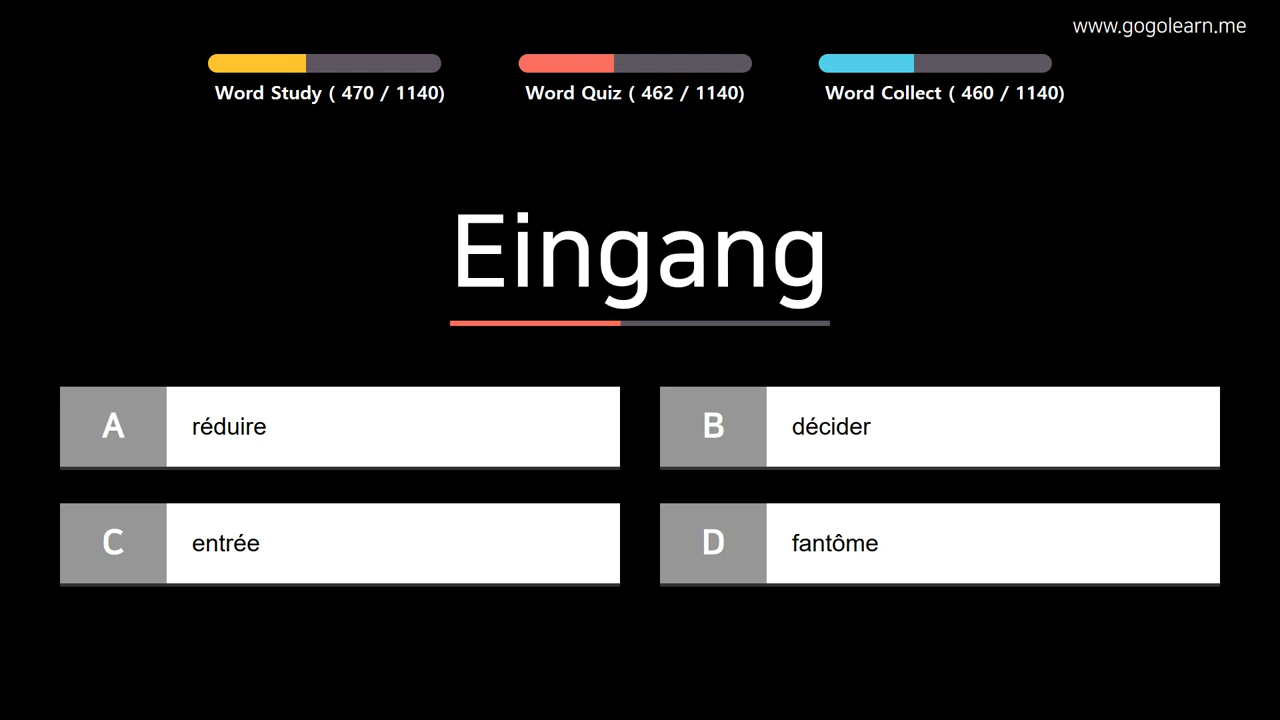 www.gogolearn.me
Word Study ( 470 / 1140)
Word Quiz ( 462 / 1140)
Word Collect ( 460 / 1140)
Eingang
A réduire
B décider
C entrée
D fantôme